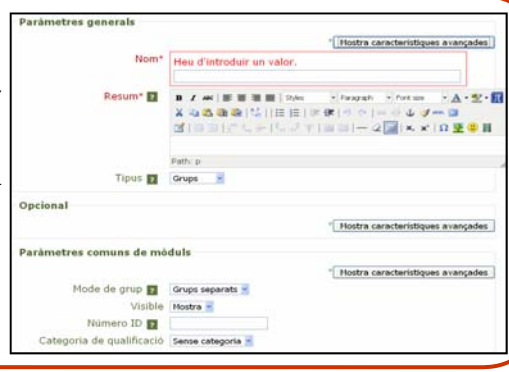 Paràmetres generals
* Mostra característiques avançades
Nom*
Heu d'introduir un valor.
Resum* ?
B I ABC Styles Paragraph Font size
Path: p
Tipus ? Grups
Opcional
* Mostra característiques avançades
Paràmetres comuns de mòduls
* Mostra característiques avançades
Mode de grup ? Grups separats
Visible Mostra
Número ID ?
Categoria de qualificació Sense categoria